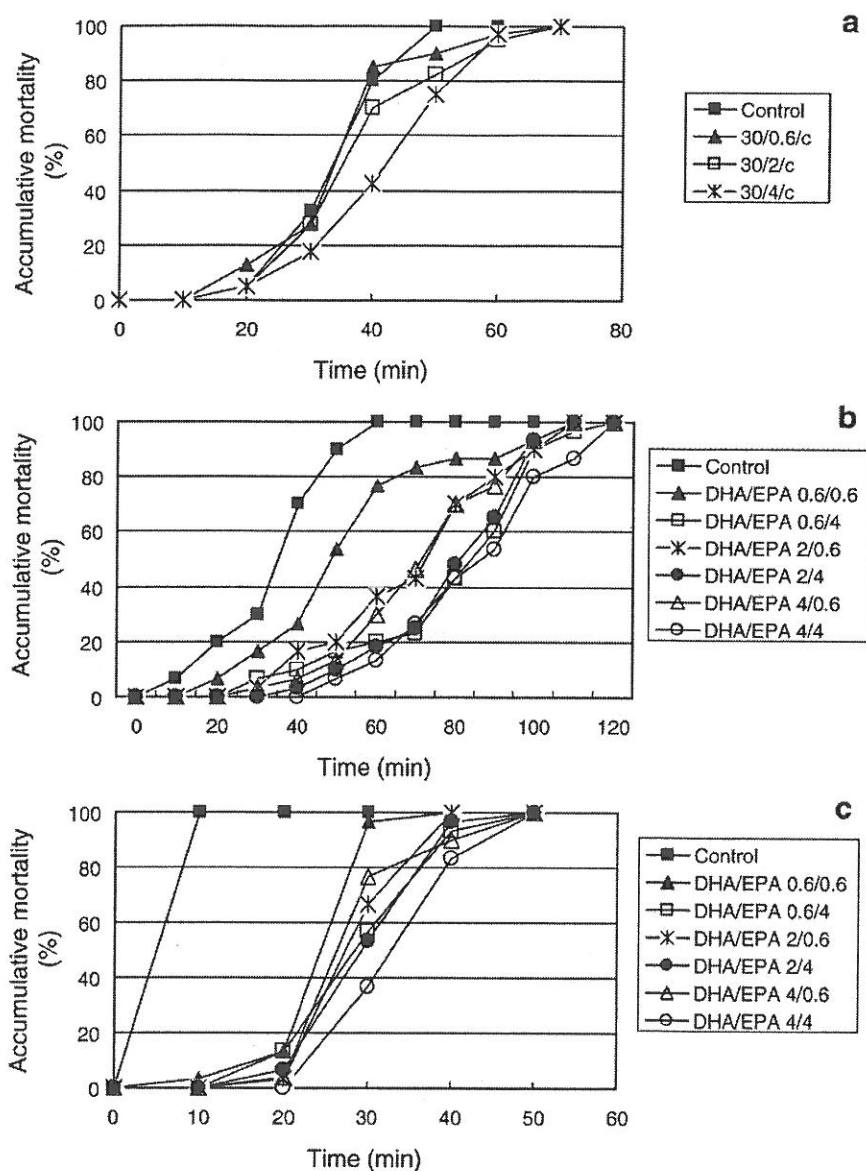 a
100
80
60
40
20
0
0 20 40 60 80
Accumulative mortality
(%)
Time (min)
Control
30/0.6/c
30/2/c
30/4/c
b
100
80
60
40
20
0
0 20 40 60 80 100 120
Accumulative mortality
(%)
Time (min)
Control
DHA/EPA 0.6/0.6
DHA/EPA 0.6/4
DHA/EPA 2/0.6
DHA/EPA 2/4
DHA/EPA 4/0.6
DHA/EPA 4/4
c
100
80
60
40
20
0
0 10 20 30 40 50 60
Accumulative mortality
(%)
Time (min)
Control
DHA/EPA 0.6/0.6
DHA/EPA 0.6/4
DHA/EPA 2/0.6
DHA/EPA 2/4
DHA/EPA 4/0.6
DHA/EPA 4/4